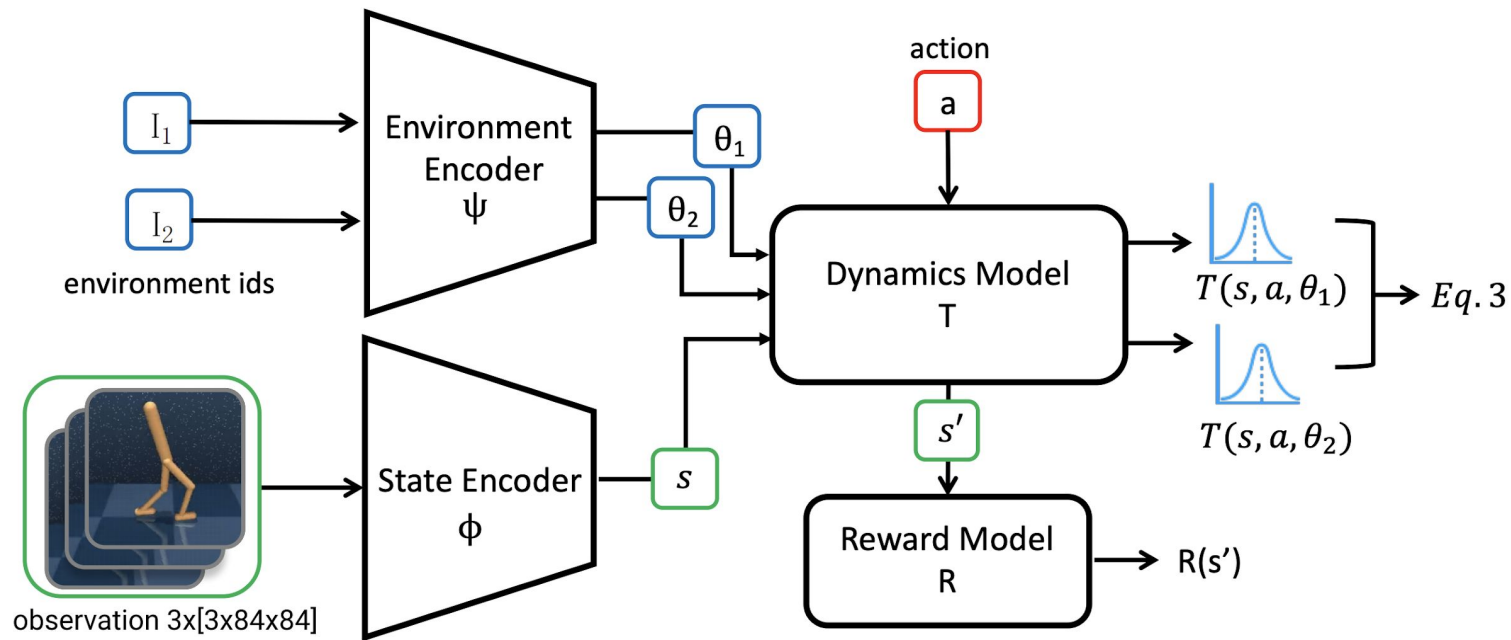 action
a
I₁
I₂
environment ids
Environment
Encoder
ψ
θ₁
θ₂
Dynamics Model
T
T(s, a, θ₁)
T(s, a, θ₂)
Eq. 3
State Encoder
ϕ
s
s′
Reward Model
R
R(s’)
observation 3x[3x84x84]